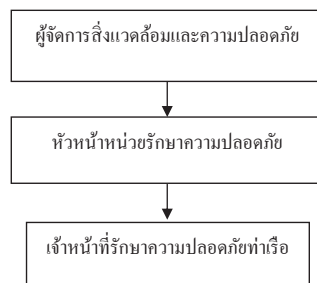 ผู้จัดการสิ่งแวดล้อมและความปลอดภัย
หัวหน้าหน่วยรักษาความปลอดภัย
เจ้าหน้าที่รักษาความปลอดภัยท่าเรือ